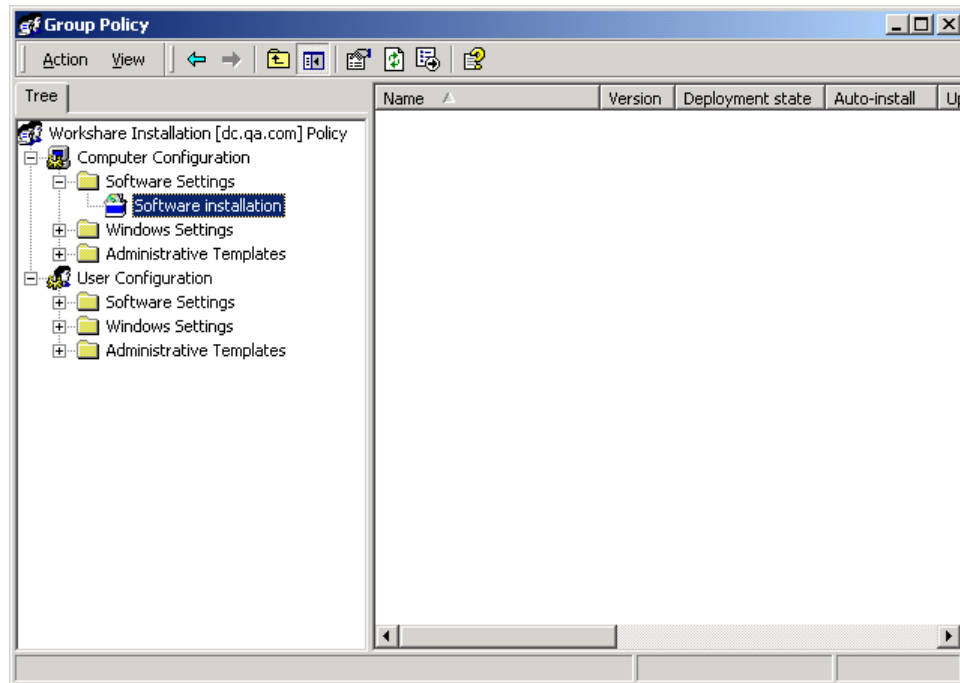 Group Policy
Action View
Tree
Name Version Deployment state Auto-install Up
Workshare Installation [dc.qa.com] Policy
Computer Configuration
Software Settings
Software installation
Windows Settings
Administrative Templates
User Configuration
Software Settings
Windows Settings
Administrative Templates